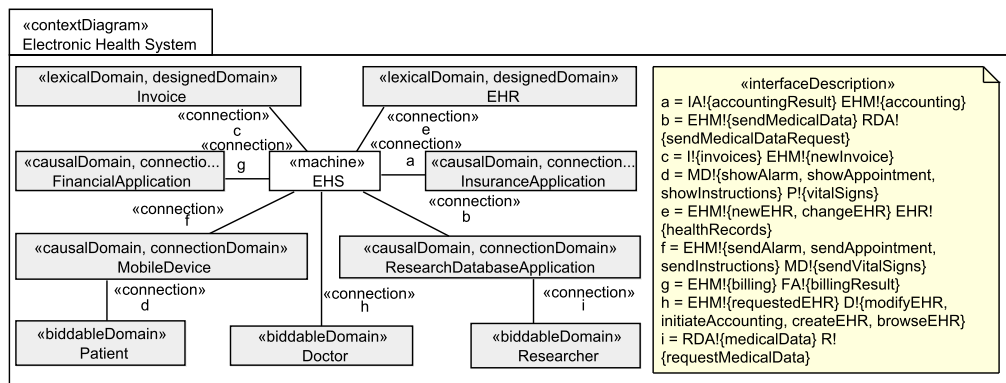 «contextDiagram»
Electronic Health System
«lexicalDomain, designedDomain»
Invoice
«lexicalDomain, designedDomain»
EHR
«connection»
c
«connection»
e
«connection»
g
«connection»
a
«causalDomain, connectio...
FinancialApplication
«machine»
EHS
«causalDomain, connection...
InsuranceApplication
«connection»
f
«connection»
b
«causalDomain, connectionDomain»
MobileDevice
«causalDomain, connectionDomain»
ResearchDatabaseApplication
«connection»
d
«connection»
h
«connection»
i
«biddableDomain»
Patient
«biddableDomain»
Doctor
«biddableDomain»
Researcher
«interfaceDescription»
a = IA!{accountingResult} EHM!{accounting}
b = EHM!{sendMedicalData} RDA!
{sendMedicalDataRequest}
c = I!{invoices} EHM!{newInvoice}
d = MD!{showAlarm, showAppointment,
showInstructions} P!{vitalSigns}
e = EHM!{newEHR, changeEHR} EHR!
{healthRecords}
f = EHM!{sendAlarm, sendAppointment,
sendInstructions} MD!{sendVitalSigns}
g = EHM!{billing} FA!{billingResult}
h = EHM!{requestedEHR} D!{modifyEHR,
initiateAccounting, createEHR, browseEHR}
i = RDA!{medicalData} R!
{requestMedicalData}